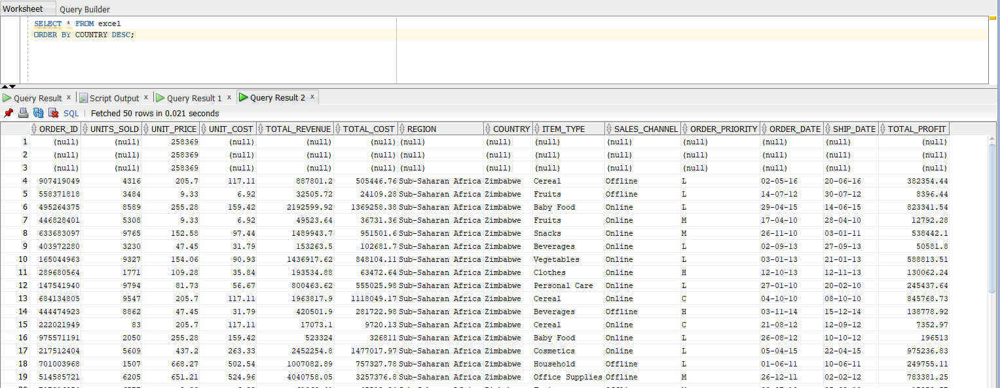 Worksheet Query Builder
SELECT * FROM excel
ORDER BY COUNTRY DESC;
Query Result x Script Output x Query Result 1 x Query Result 2 x
SQL | Fetched 50 rows in 0.021 seconds
ORDER_ID UNITS_SOLD UNIT_PRICE UNIT_COST TOTAL_REVENUE TOTAL_COST REGION COUNTRY ITEM_TYPE SALES_CHANNEL ORDER_PRIORITY ORDER_DATE SHIP_DATE TOTAL_PROFIT
1 (null) (null) 258369 (null) (null) (null) (null) (null) (null) (null) (null) (null) (null) (null)
2 (null) (null) 258369 (null) (null) (null) (null) (null) (null) (null) (null) (null) (null) (null)
3 (null) (null) 258369 (null) (null) (null) (null) (null) (null) (null) (null) (null) (null) (null)
4 907419049 4316 205.7 117.11 887801.2 505446.76 Sub-Saharan Africa Zimbabwe Cereal Offline L 02-05-16 20-06-16 382354.44
5 558371818 3484 9.33 6.92 32505.72 24109.28 Sub-Saharan Africa Zimbabwe Fruits Offline L 14-07-12 30-07-12 8396.44
6 495264375 8589 255.28 159.42 2192599.92 1369258.38 Sub-Saharan Africa Zimbabwe Baby Food Online L 29-04-15 14-06-15 823341.54
7 446828401 5308 9.33 6.92 49523.64 36731.36 Sub-Saharan Africa Zimbabwe Fruits Online M 17-04-10 28-04-10 12792.28
8 633683097 9765 152.58 97.44 1489943.7 951501.6 Sub-Saharan Africa Zimbabwe Snacks Online M 26-11-10 03-01-11 538442.1
9 403972280 3230 47.45 31.79 153263.5 102681.7 Sub-Saharan Africa Zimbabwe Beverages Online L 02-09-13 27-09-13 50581.8
10 165044963 9327 154.06 90.93 1436917.62 848104.11 Sub-Saharan Africa Zimbabwe Vegetables Online L 03-01-13 21-01-13 588813.51
11 289680564 1771 109.28 35.84 193534.88 63472.64 Sub-Saharan Africa Zimbabwe Clothes Online H 12-10-13 12-11-13 130062.24
12 147541940 9794 81.73 56.67 800463.62 555025.98 Sub-Saharan Africa Zimbabwe Personal Care Online L 27-01-10 20-02-10 245437.64
13 684134805 9547 205.7 117.11 1963817.9 1118049.17 Sub-Saharan Africa Zimbabwe Cereal Online C 04-10-10 08-10-10 845768.73
14 444474923 8862 47.45 31.79 420501.9 281722.98 Sub-Saharan Africa Zimbabwe Beverages Offline H 03-11-14 15-12-14 138778.92
15 222021949 83 205.7 117.11 17073.1 9720.13 Sub-Saharan Africa Zimbabwe Cereal Online C 21-08-12 12-09-12 7352.97
16 975571191 2050 255.28 159.42 523324 326811 Sub-Saharan Africa Zimbabwe Baby Food Online L 26-08-12 10-10-12 196513
17 217512404 5609 437.2 263.33 2452254.8 1477017.97 Sub-Saharan Africa Zimbabwe Cosmetics Online L 05-04-15 22-04-15 975236.83
18 701003968 1507 668.27 502.54 1007082.89 757327.78 Sub-Saharan Africa Zimbabwe Household Offline L 01-06-11 10-06-11 249755.11
19 514585721 6205 651.21 524.96 4040758.05 3257376.8 Sub-Saharan Africa Zimbabwe Office Supplies Offline M 26-12-11 02-02-12 783381.25